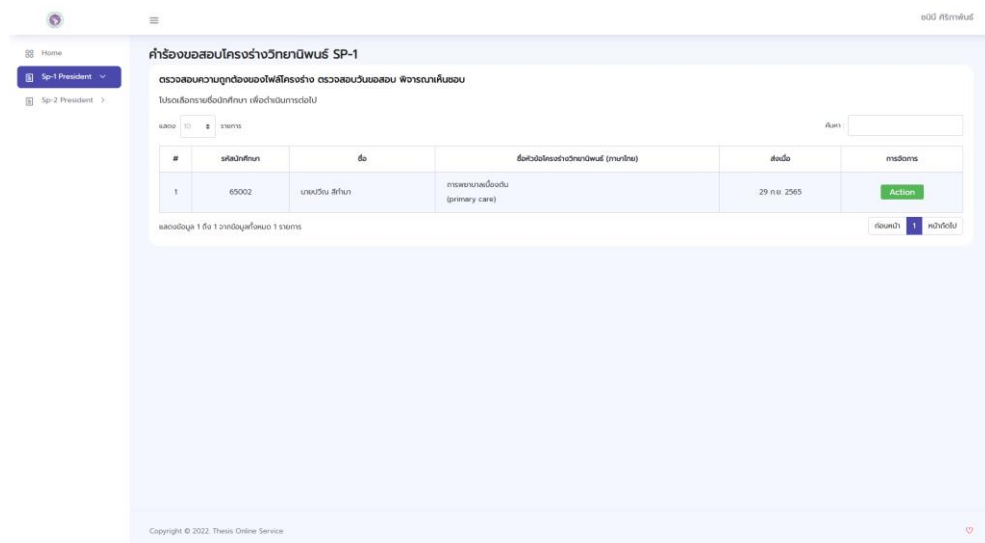 ชนินี ศิริภาพันธ์
Home
Sp-1 President
Sp-2 President
คำร้องขอสอบโครงร่างวิทยานิพนธ์ SP-1
ตรวจสอบความถูกต้องของไฟล์โครงร่าง ตรวจสอบวันขอสอบ พิจารณาเห็นชอบ
โปรดเลือกรายชื่อนักศึกษา เพื่อดำเนินการต่อไป
แสดง 10 รายการ
ค้นหา :
# รหัสนักศึกษา ชื่อ ชื่อหัวข้อโครงร่างวิทยานิพนธ์ (ภาษาไทย) ส่งเมื่อ การจัดการ
1 65002 นายปวีณ สีทำมา การพยาบาลเบื้องต้น 29 ก.ย. 2565 Action
(primary care)
แสดงข้อมูล 1 ถึง 1 จากข้อมูลทั้งหมด 1 รายการ
ก่อนหน้า 1 หน้าถัดไป
Copyright © 2022. Thesis Online Service